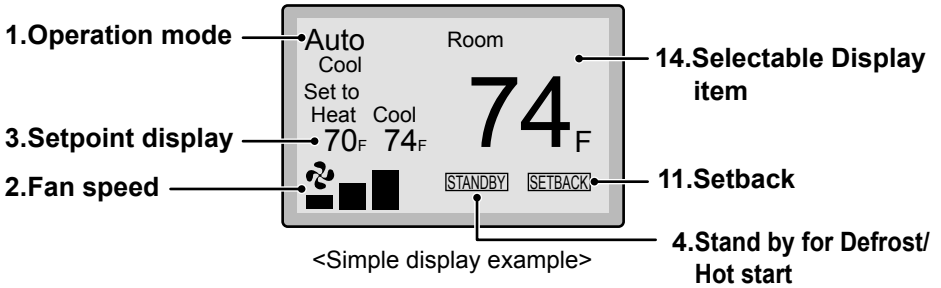 1.Operation mode
Auto
Cool
Room
14.Selectable Display
item
Set to
Heat Cool
74F
3.Setpoint display
70F 74F
2.Fan speed
STANDBY SETBACK
11.Setback
4.Stand by for Defrost/
Hot start
<Simple display example>